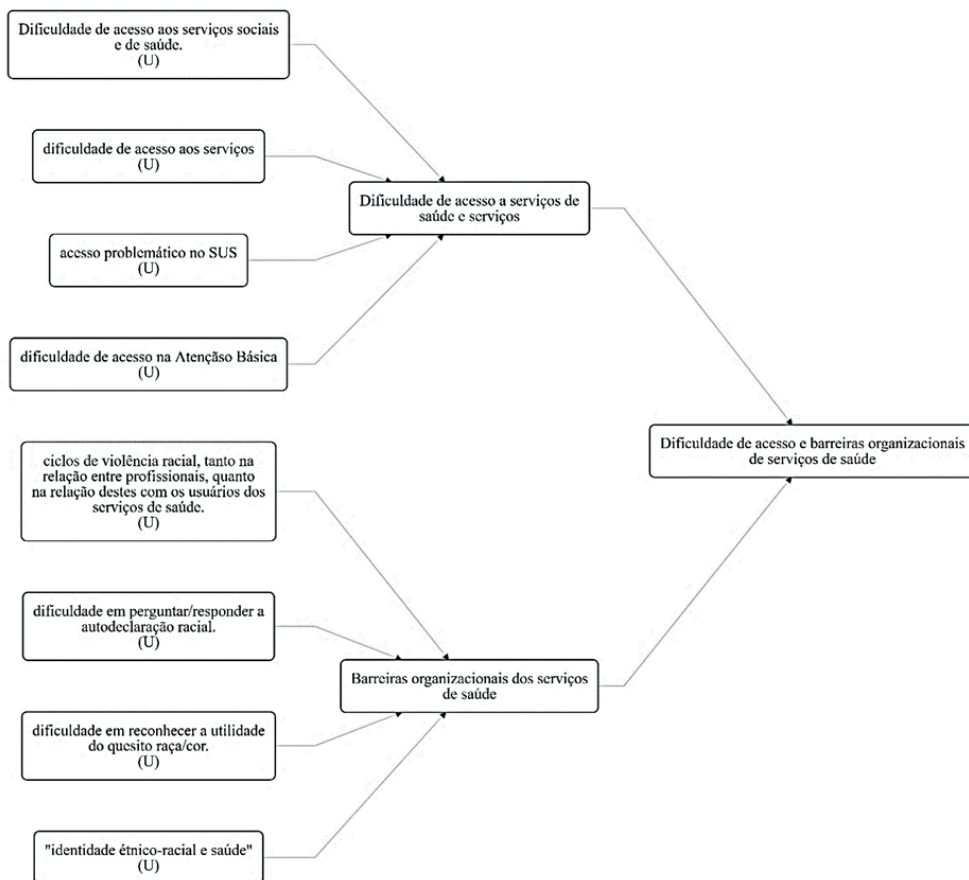 Dificuldade de acesso aos serviços sociais
e de saúde.
(U)
dificuldade de acesso aos serviços
(U)
acesso problemático no SUS
(U)
dificuldade de acesso na Atençãso Básica
(U)
Dificuldade de acesso a serviços de
saúde e serviços
ciclos de violência racial, tanto na
relação entre profissionais, quanto
na relação destes com os usuários dos
serviços de saúde.
(U)
dificuldade em perguntar/responder a
autodeclaração racial.
(U)
dificuldade em reconhecer a utilidade
do quesito raça/cor.
(U)
"identidade étnico-racial e saúde"
(U)
Barreiras organizacionais dos serviços
de saúde
Dificuldade de acesso e barreiras organizacionais
de serviços de saúde